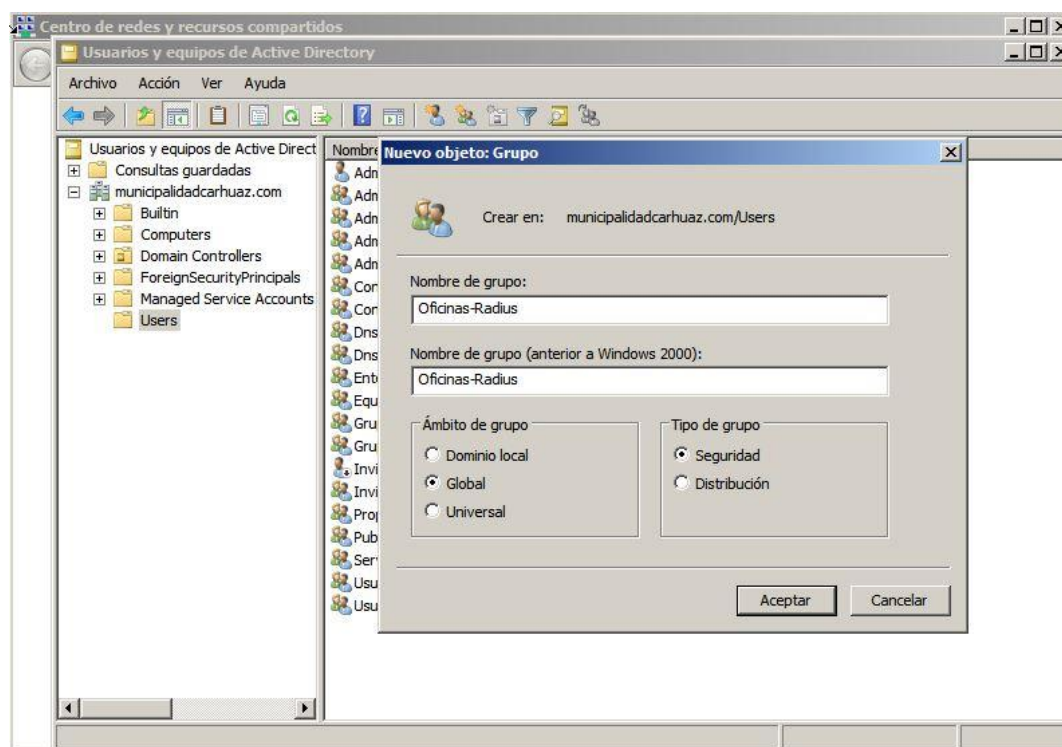 Centro de redes y recursos compartidos
Usuarios y equipos de Active Directory
Archivo Acción Ver Ayuda
Usuarios y equipos de Active Direct
Consultas guardadas
municipalidadcarhuaz.com
Builtin
Computers
Domain Controllers
ForeignSecurityPrincipals
Managed Service Accounts
Users
Nombre
Adm
Adm
Adm
Adm
Adm
Con
Con
Dns
Dns
Ente
Equ
Gru
Gru
Invi
Invi
Prop
Pub
Ser
Usu
Usu
Nuevo objeto: Grupo
Crear en: municipalidadcarhuaz.com/Users
Nombre de grupo:
Oficinas-Radius
Nombre de grupo (anterior a Windows 2000):
Oficinas-Radius
Ámbito de grupo
Dominio local
Global
Universal
Tipo de grupo
Seguridad
Distribución
Aceptar Cancelar